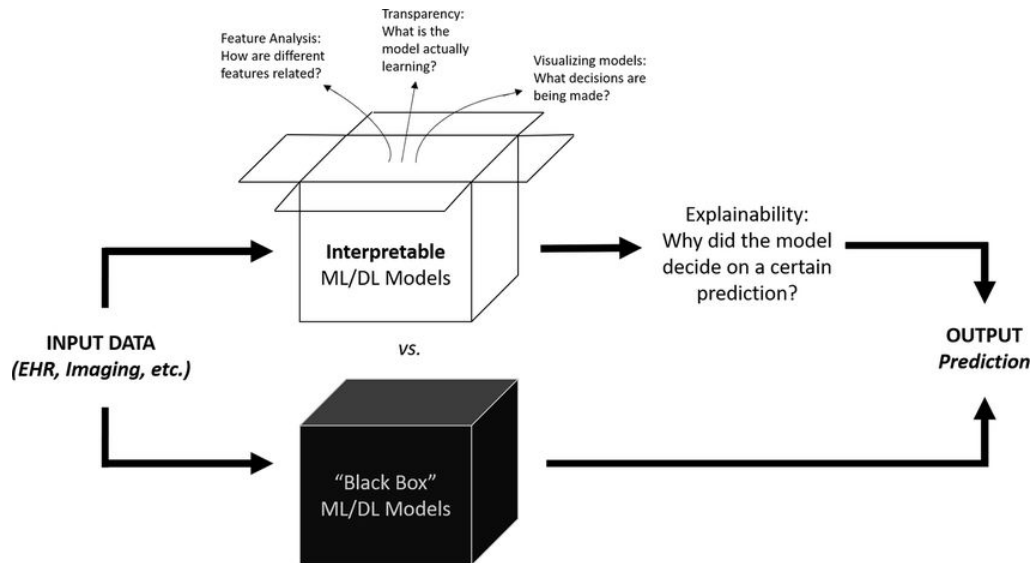 Feature Analysis:
How are different
features related?
Transparency:
What is the
model actually
learning?
Visualizing models:
What decisions are
being made?
Interpretable
ML/DL Models
Explainability:
Why did the model
decide on a certain
prediction?
INPUT DATA
(EHR, Imaging, etc.)
vs.
OUTPUT
Prediction
“Black Box”
ML/DL Models